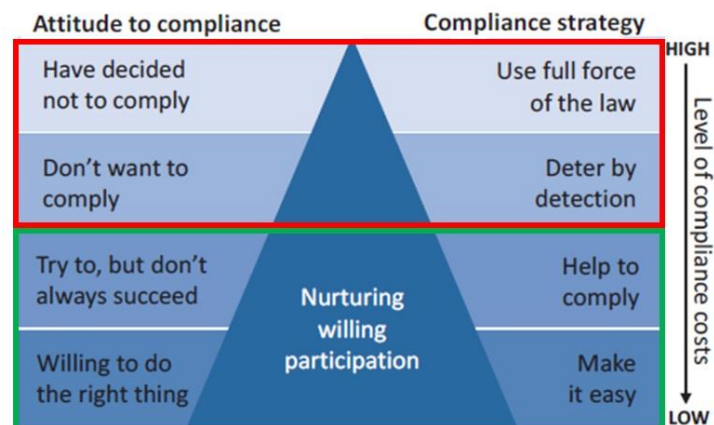 Attitude to compliance
Compliance strategy
HIGH
Have decided
not to comply
Use full force
of the law
Don't want to
comply
Deter by
detection
Try to, but don't
always succeed
Nurturing
willing
participation
Help to
comply
Willing to do
the right thing
Make
it easy
Level of compliance costs
LOW